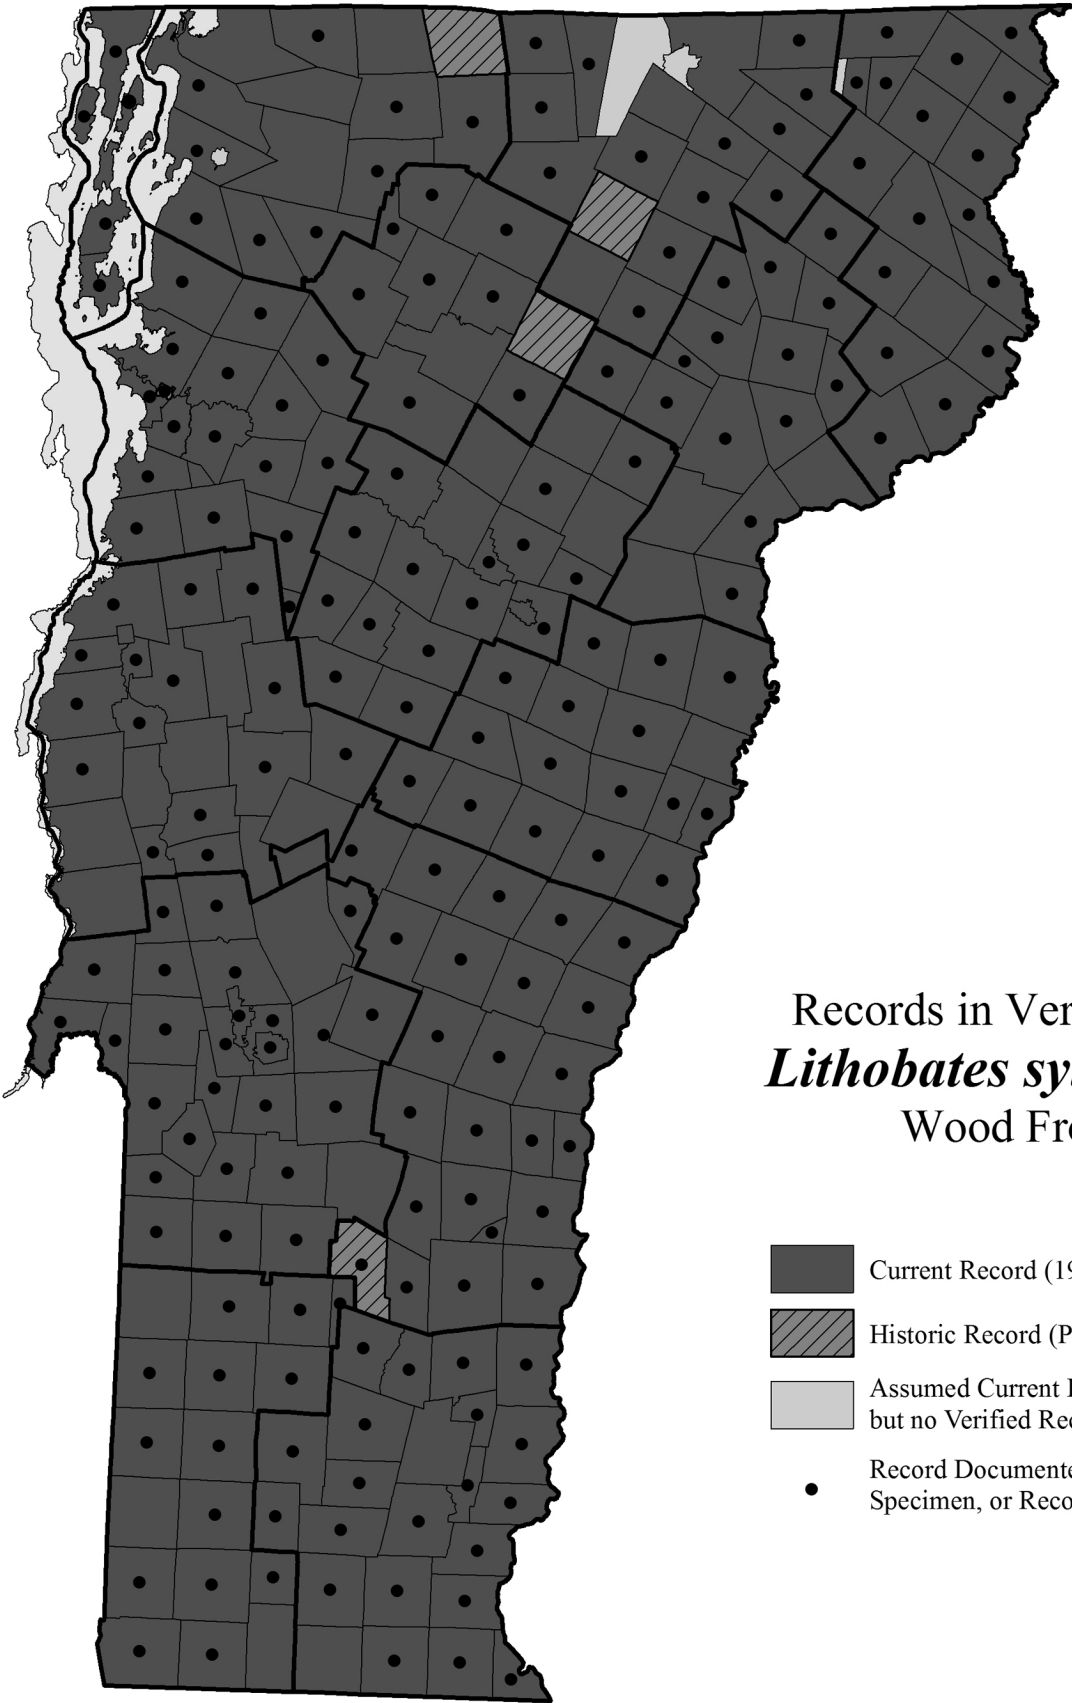 Records in Ver
Lithobates sy
Wood Fr
Current Record (19
Historic Record (P
Assumed Current
but no Verified Rec
Record Documente
Specimen, or Reco